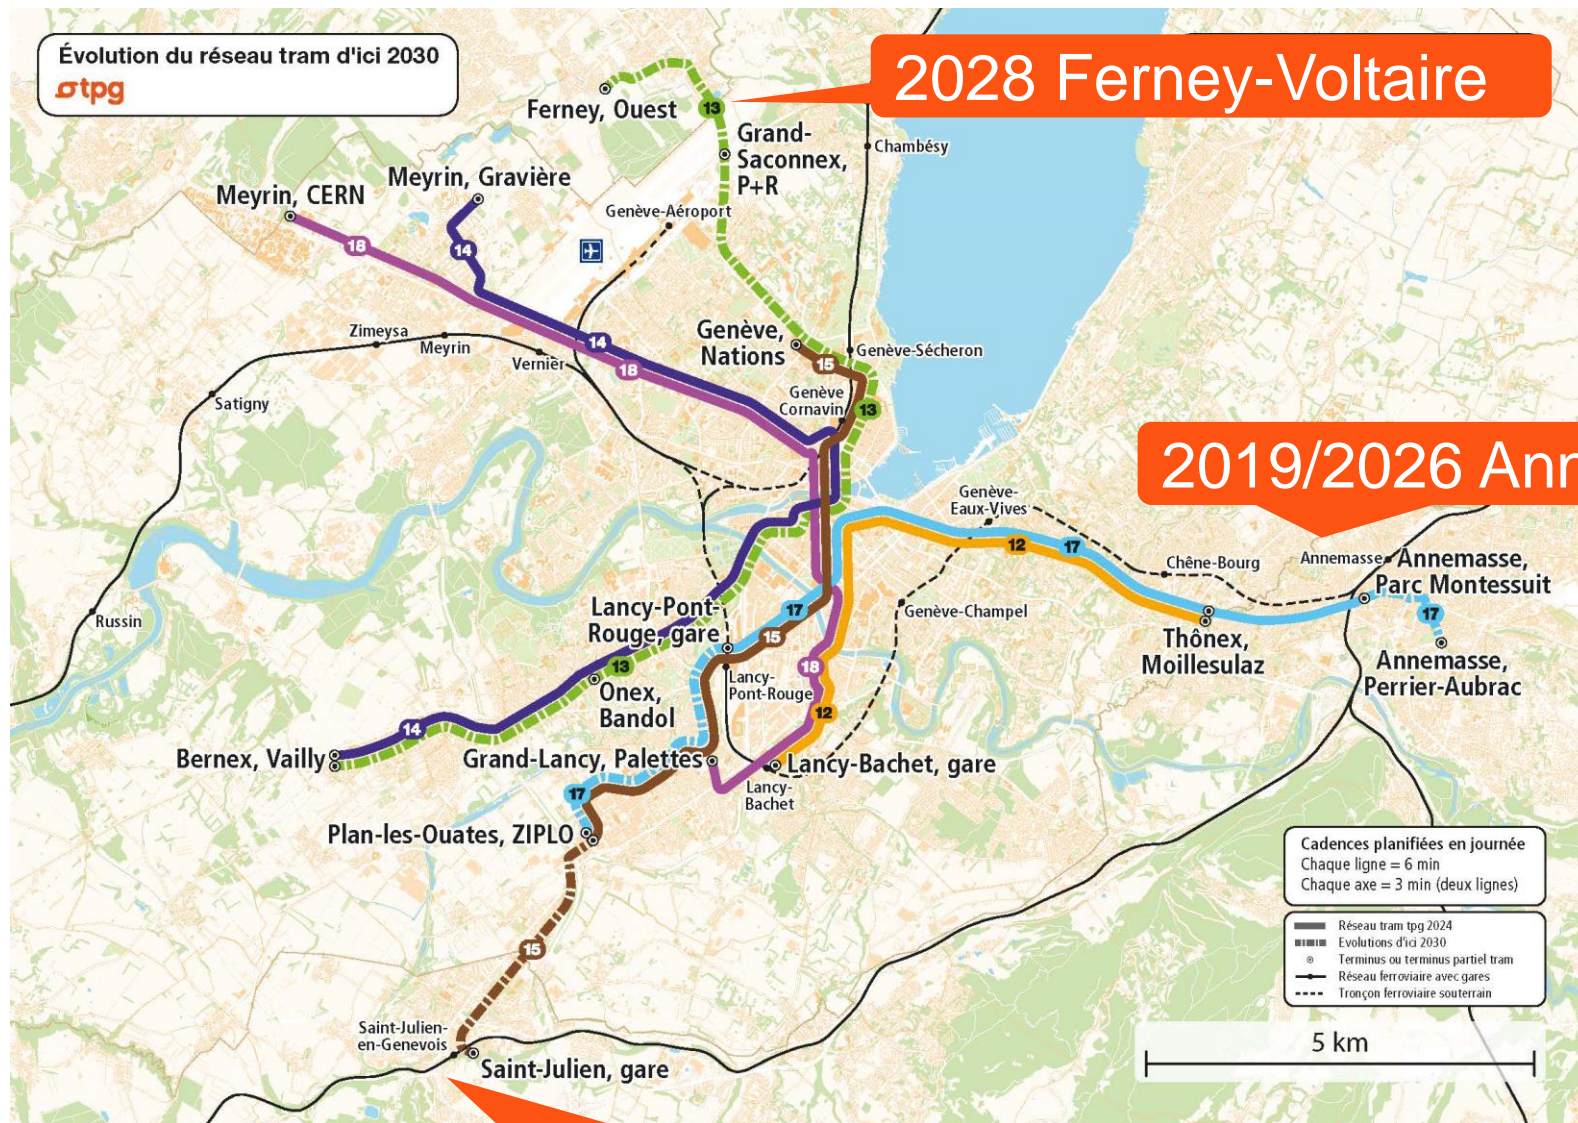 Évolution du réseau tram d'ici 2030
tpg
2028 Ferney-Voltaire
Ferney, Ouest
13
Grand-
Saconnex,
P+R
Chambésy
Meyrin, Gravière
Meyrin, CERN
Genève-Aéroport
18
14
Zimeysa
Meyrin
Vernier
14
18
Genève,
Nations
15
Genève-Sécheron
Satigny
Genève
Cornavin
13
2019/2026 Ann
Genève-
Eaux-Vives
12
17
Chêne-Bourg
Annemasse
Annemasse,
Parc Montessuit
17
Russin
Lancy-Pont-
Rouge, gare
17
15
Genève-Champel
Thônex,
Moillesulaz
Annemasse,
Perrier-Aubrac
13
Onex,
Bandol
Lancy-
Pont-Rouge
18
12
14
Bernex, Vailly
Grand-Lancy, Palettes
Lancy-Bachet, gare
Lancy-
Bachet
17
Plan-les-Ouates, ZIPLO
15
Saint-Julien-
en-Genevois
Saint-Julien, gare
Cadences planifiées en journée
Chaque ligne = 6 min
Chaque axe = 3 min (deux lignes)
Réseau tram tpg 2024
Evolutions d'ici 2030
Terminus ou terminus partiel tram
Réseau ferroviaire avec gares
Tronçon ferroviaire souterrain
5 km